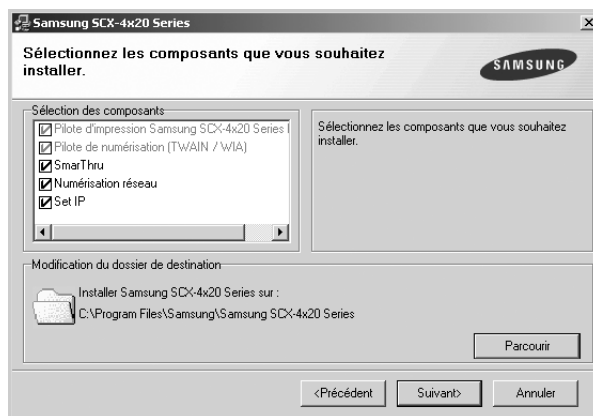 Samsung SCX-4x20 Series
Sélectionnez les composants que vous souhaitez
installer.
SAMSUNG
Sélection des composants
Pilote d'impression Samsung SCX-4x20 Series
Pilote de numérisation (TWAIN / WIA)
SmarThru
Numérisation réseau
Set IP
Sélectionnez les composants que vous souhaitez
installer.
Modification du dossier de destination
Installer Samsung SCX-4x20 Series sur :
C:\Program Files\Samsung\Samsung SCX-4x20 Series
Parcourir
<Précédent
Suivant>
Annuler